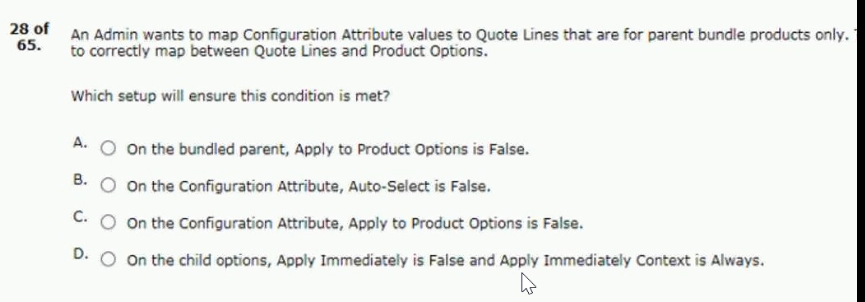 28 of
65.
An Admin wants to map Configuration Attribute values to Quote Lines that are for parent bundle products only.
to correctly map between Quote Lines and Product Options.
Which setup will ensure this condition is met?
A. On the bundled parent, Apply to Product Options is False.
B. On the Configuration Attribute, Auto-Select is False.
C. On the Configuration Attribute, Apply to Product Options is False.
D. On the child options, Apply Immediately is False and Apply Immediately Context is Always.